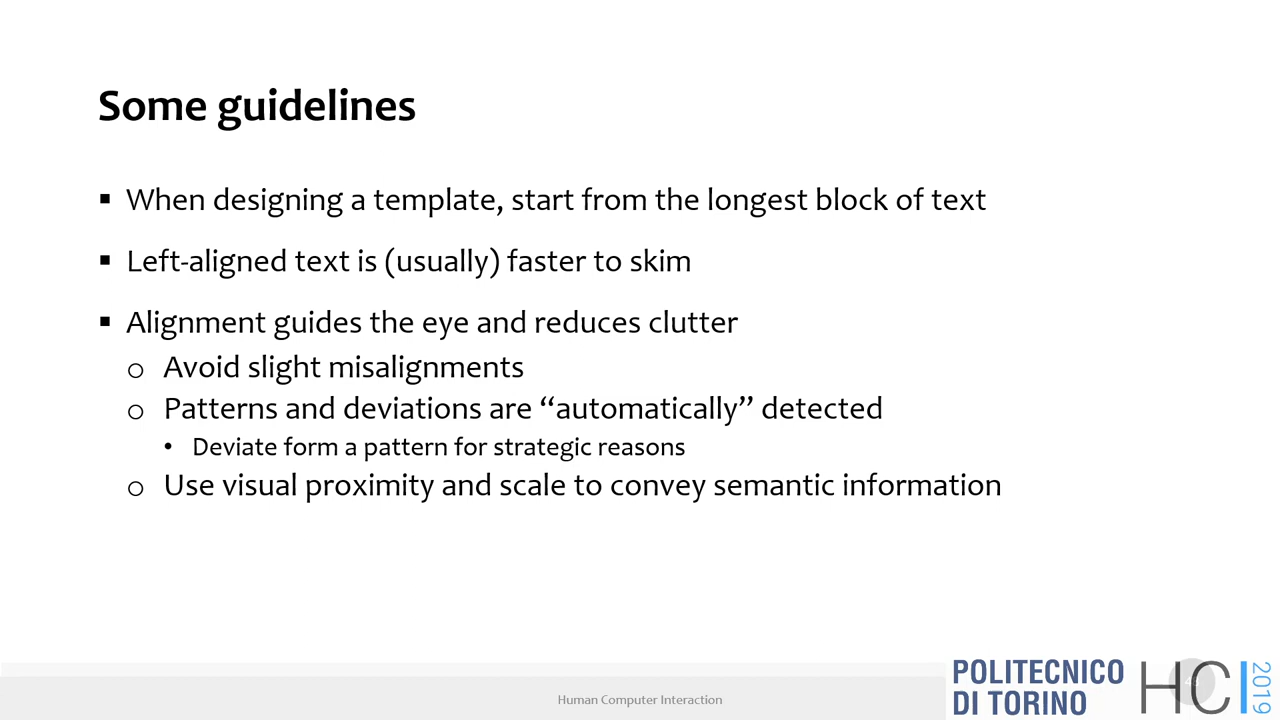 Some guidelines
▪ When designing a template, start from the longest block of text
▪ Left-aligned text is (usually) faster to skim
▪ Alignment guides the eye and reduces clutter
o Avoid slight misalignments
o Patterns and deviations are “automatically” detected
• Deviate form a pattern for strategic reasons
o Use visual proximity and scale to convey semantic information
Human Computer Interaction
POLITECNICO
DI TORINO
HCI
2019